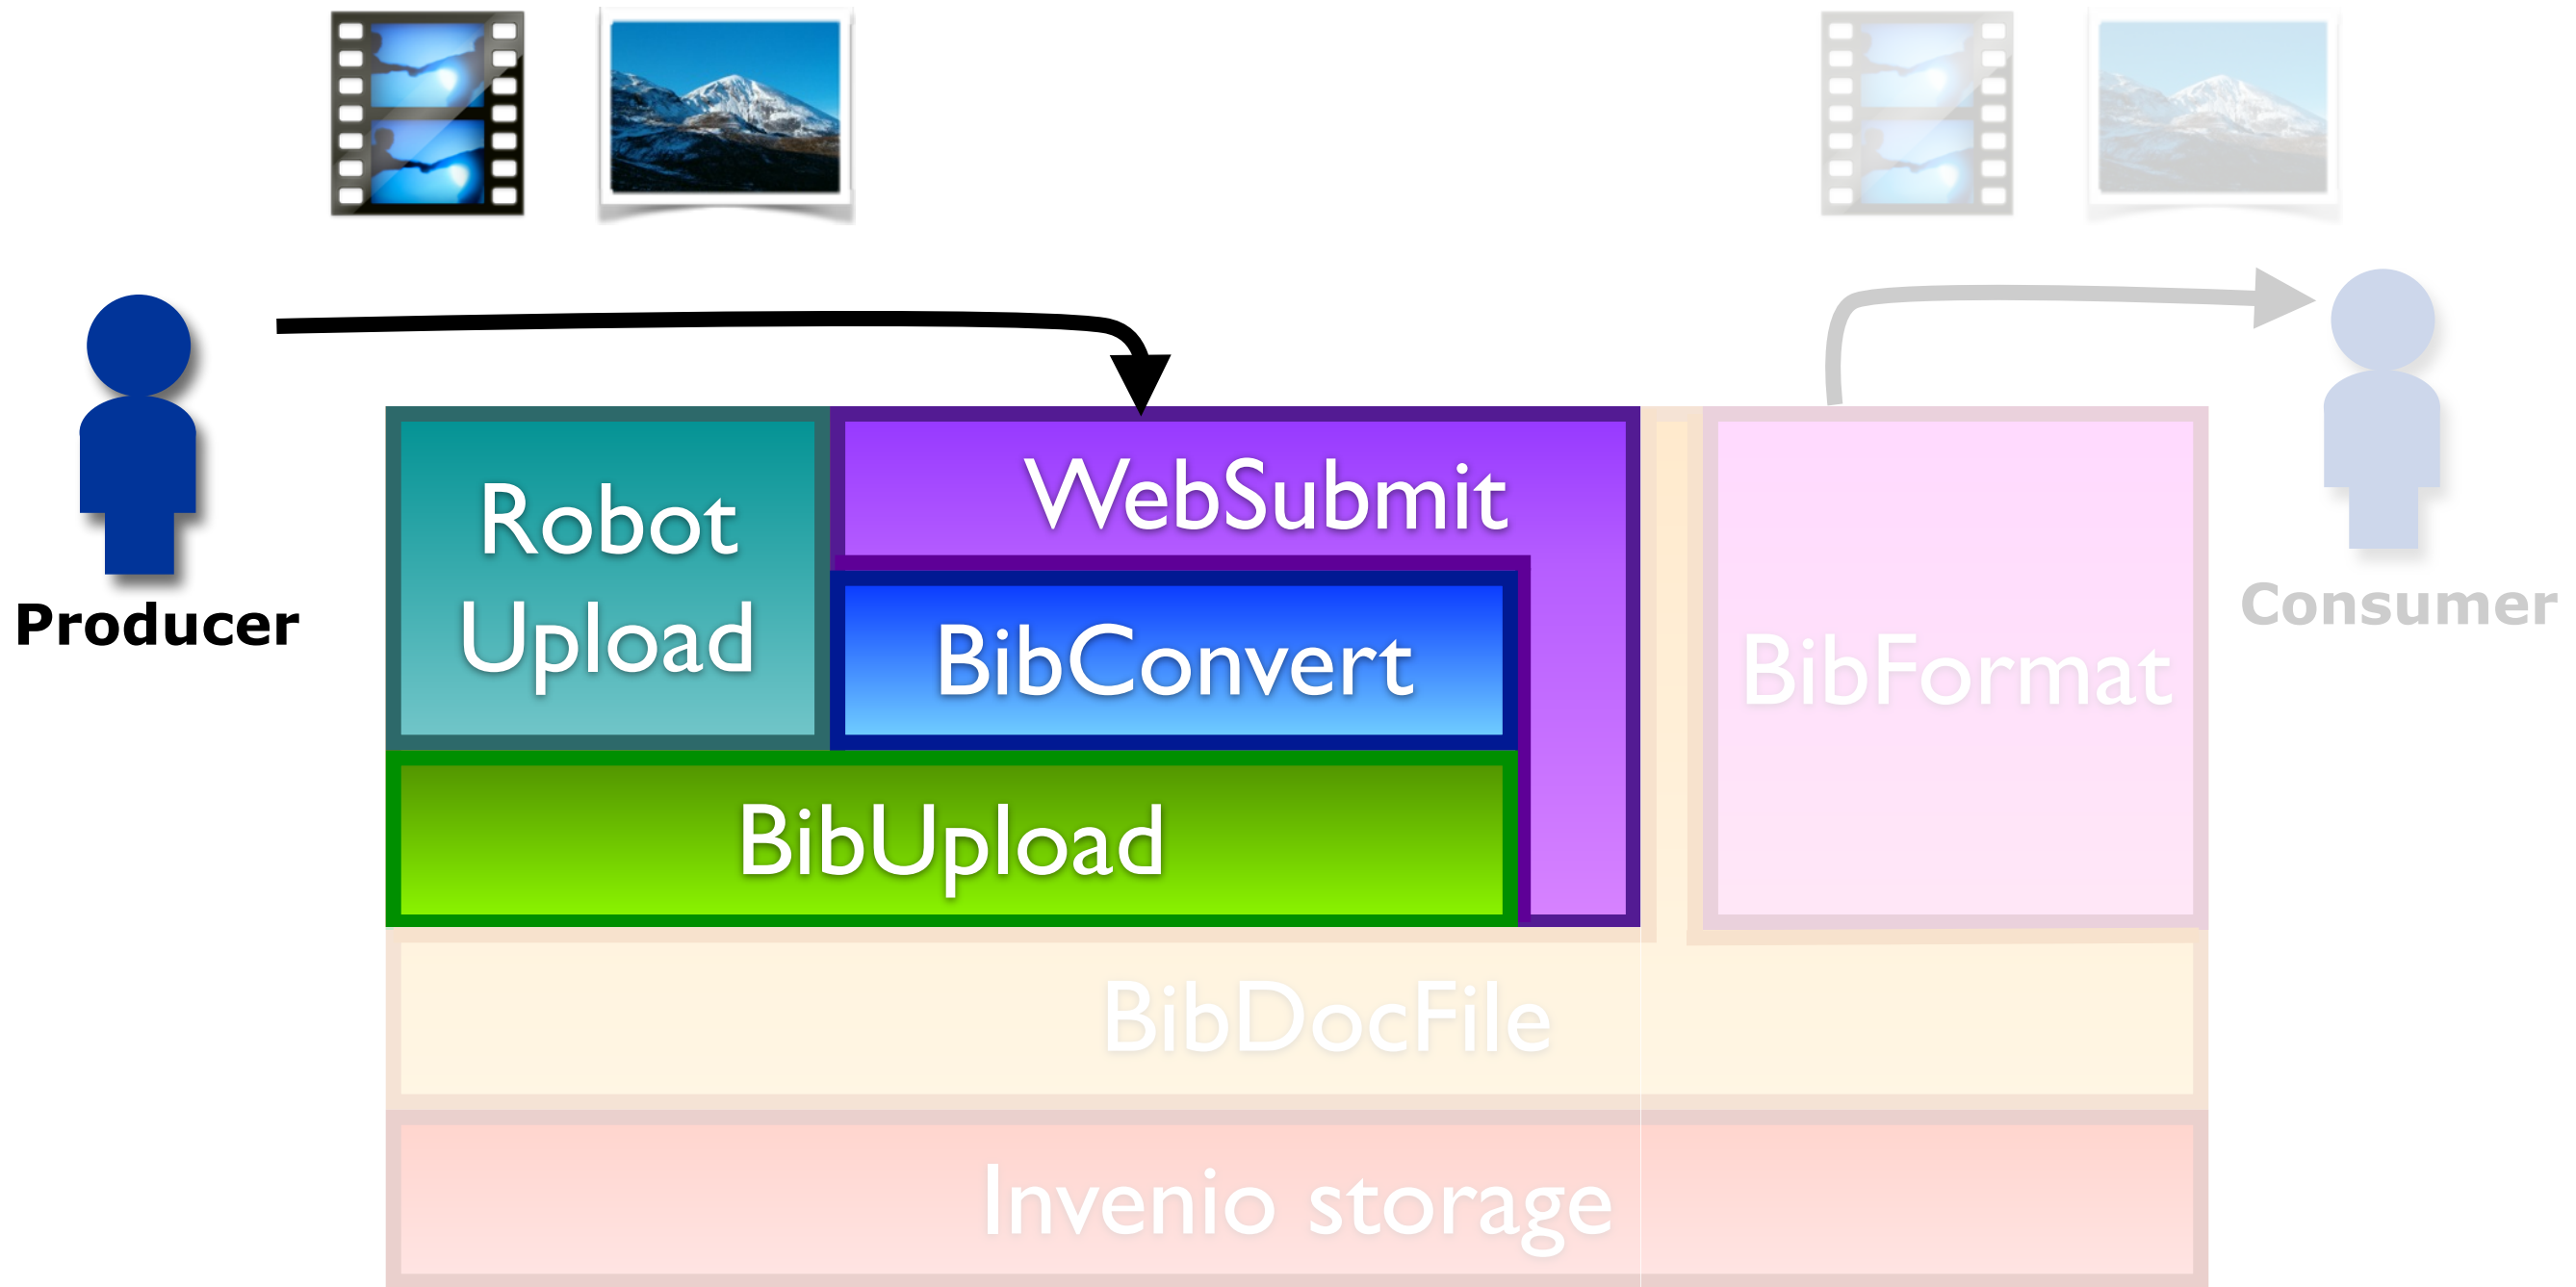 Producer
Robot
Upload
WebSubmit
BibConvert
BibUpload
BibFormat
Consumer
BibDocFile
Invenio storage